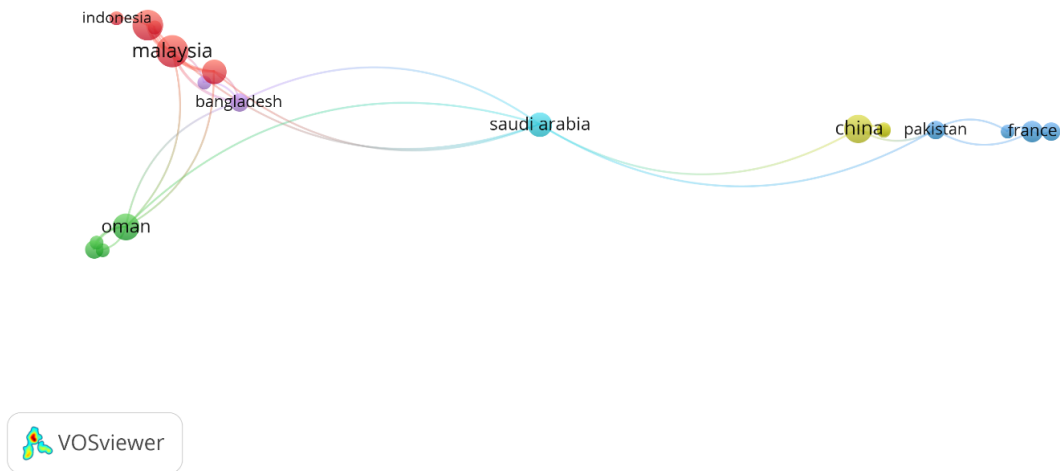 indonesia
malaysia
bangladesh
saudi arabia
china
pakistan
france
oman
VOSviewer